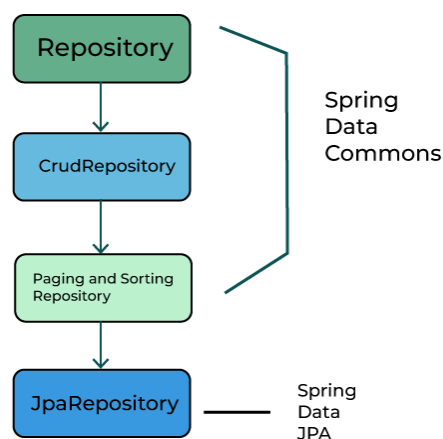 Repository
Spring
Data
Commons
CrudRepository
Paging and Sorting
Repository
JpaRepository
Spring
Data
JPA